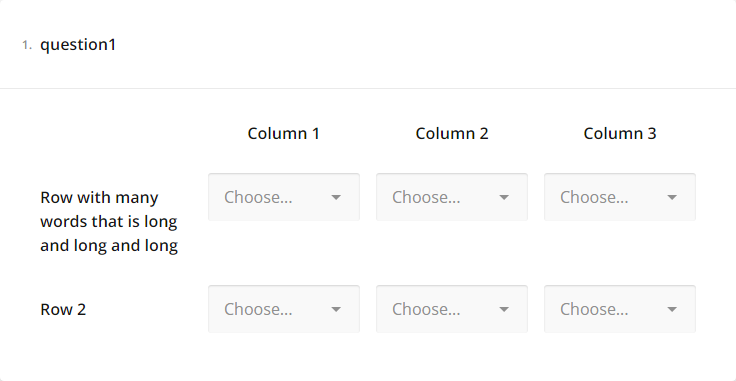 1. question1
Column 1 Column 2 Column 3
Row with many Choose... Choose... Choose...
words that is long
and long and long
Row 2 Choose... Choose... Choose...